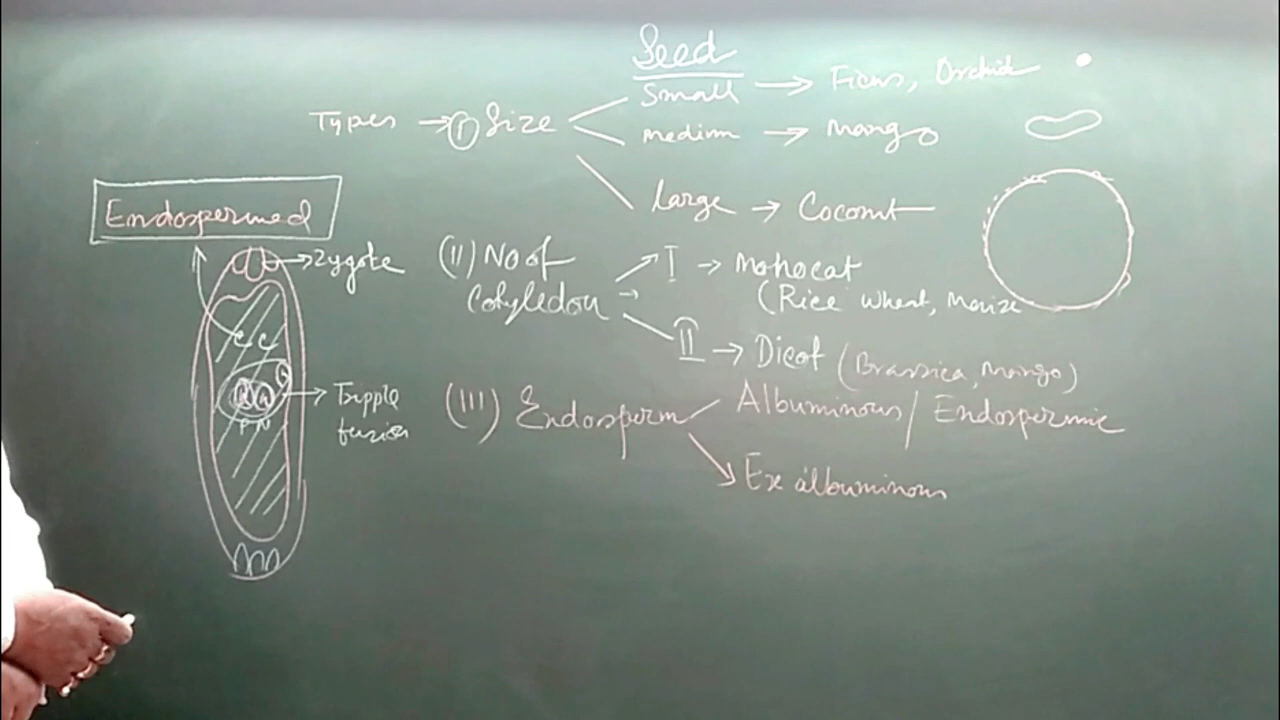 Seed
Types → (I) Size
Small → Ficus, Orchid
medium → mango
Large → Coconut
Endospermed
→ Zygote
(II) No of
Cotyledon →
I → Monocat
(Rice wheat, Maize
II → Dicot (Brassica, Mango)
C C
P N
→ Tripple
fusion
(III) Endosperm
Albuminous / Endospermic
Ex albuminous